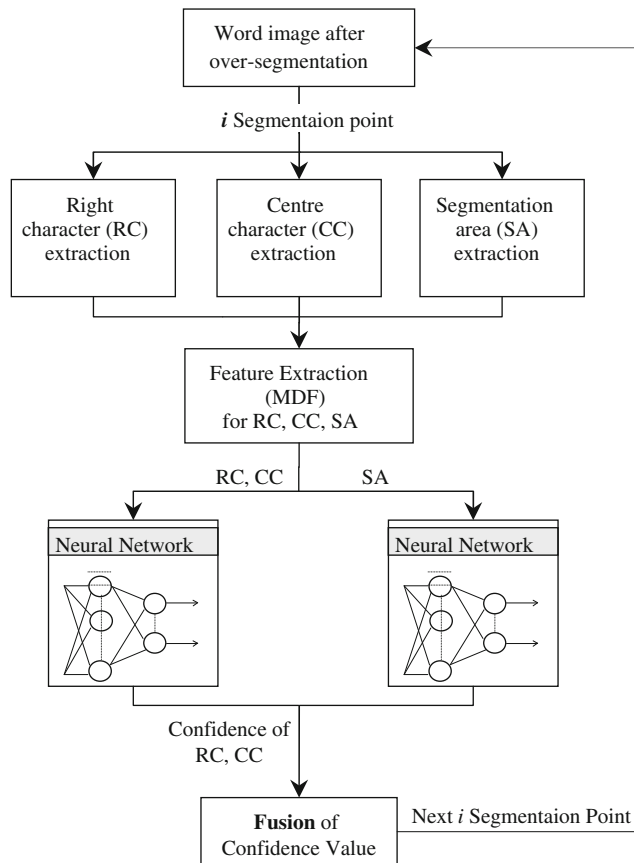 Word image after
over-segmentation
i Segmentaion point
Right
character (RC)
extraction
Centre
character (CC)
extraction
Segmentation
area (SA)
extraction
Feature Extraction
(MDF)
for RC, CC, SA
RC, CC
SA
Neural Network
Neural Network
Confidence of
RC, CC
Fusion of
Confidence Value
Next i Segmentaion Point